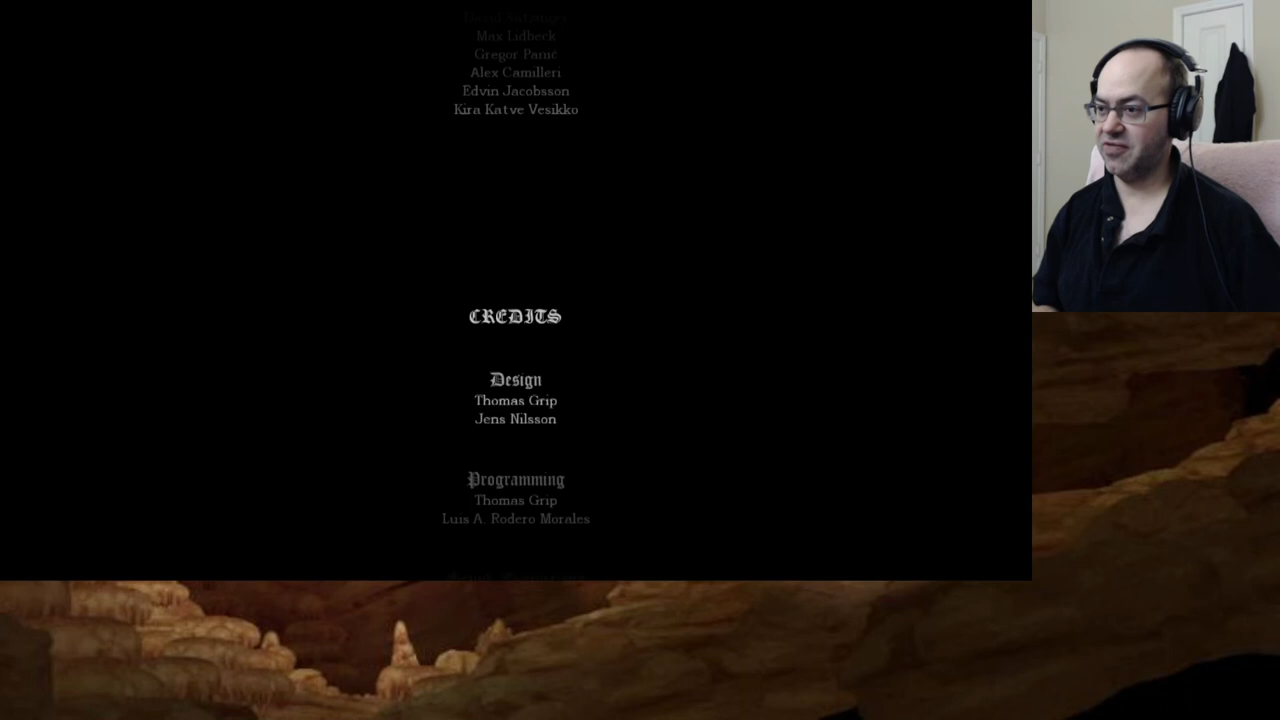 Max Lidbeck
Gregor Panic
Alex Camilleri
Edvin Jacobsson
Kira Katve Vesikko
CREDITS
Design
Thomas Grip
Jens Nilsson
Programming
Thomas Grip
Luis A. Rodero Morales